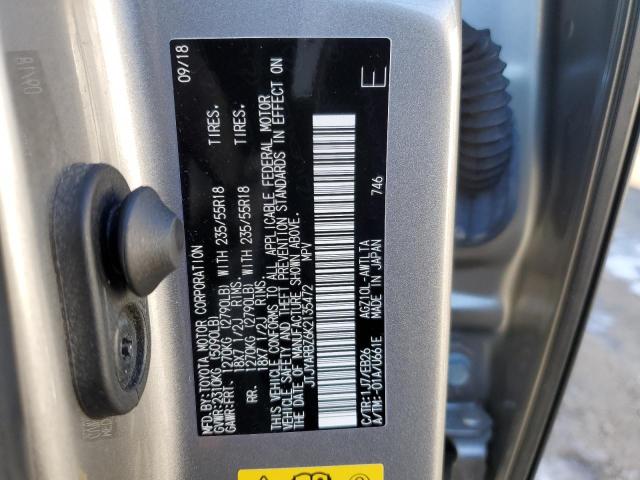 MFD. BY: TOYOTA MOTOR CORPORATION 09/18
GVWR: 2310KG (5090LB)
GAWR: FRT. 1270KG (2790LB) WITH 235/55R18 TIRES.
18X7 1/2J RIMS.
RR. 1270KG (2790LB) WITH 235/55R18 TIRES.
18X7 1/2J RIMS.
THIS VEHICLE CONFORMS TO ALL APPLICABLE FEDERAL MOTOR
VEHICLE SAFETY AND THEFT PREVENTION STANDARDS IN EFFECT ON
THE DATE OF MANUFACTURE SHOWN ABOVE.
JTJYARBZ6K2135472 MPV E
C/TR: 1J7/EB26 AGZ10L-AWTLTA
A/TM: -01A/U661E MADE IN JAPAN 746